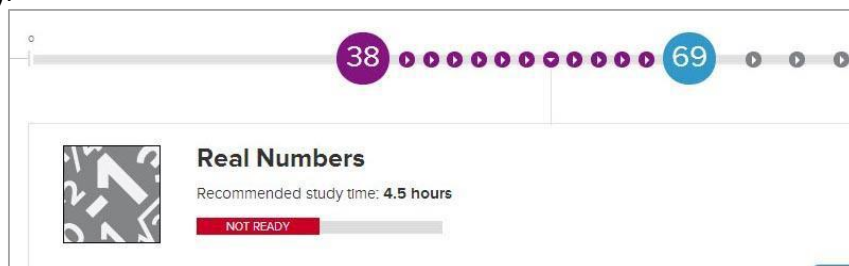 y.
0
38 69
Real Numbers
Recommended study time: 4.5 hours
NOT READY